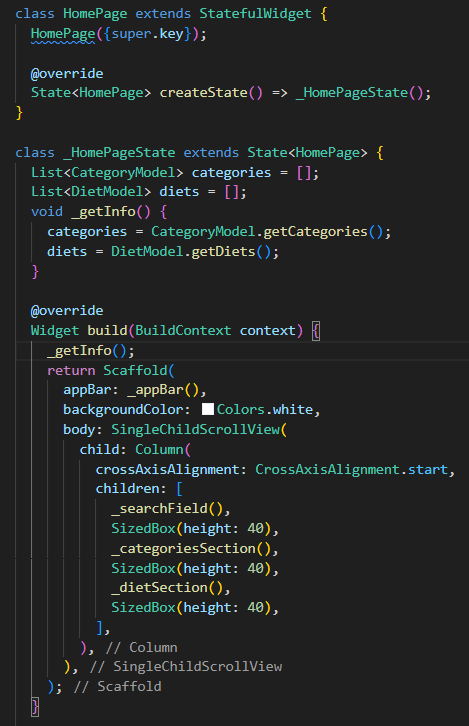 class HomePage extends StatefulWidget {
  HomePage({super.key});

  @override
  State<HomePage> createState() => _HomePageState();
}

class _HomePageState extends State<HomePage> {
  List<CategoryModel> categories = [];
  List<DietModel> diets = [];
  void _getInfo() {
    categories = CategoryModel.getCategories();
    diets = DietModel.getDiets();
  }

  @override
  Widget build(BuildContext context) {
    _getInfo();
    return Scaffold(
      appBar: _appBar(),
      backgroundColor: Colors.white,
      body: SingleChildScrollView(
        child: Column(
          crossAxisAlignment: CrossAxisAlignment.start,
          children: [
            _searchField(),
            SizedBox(height: 40),
            _categoriesSection(),
            SizedBox(height: 40),
            _dietSection(),
            SizedBox(height: 40),
          ],
        ), // Column
      ), // SingleChildScrollView
    ); // Scaffold
  }